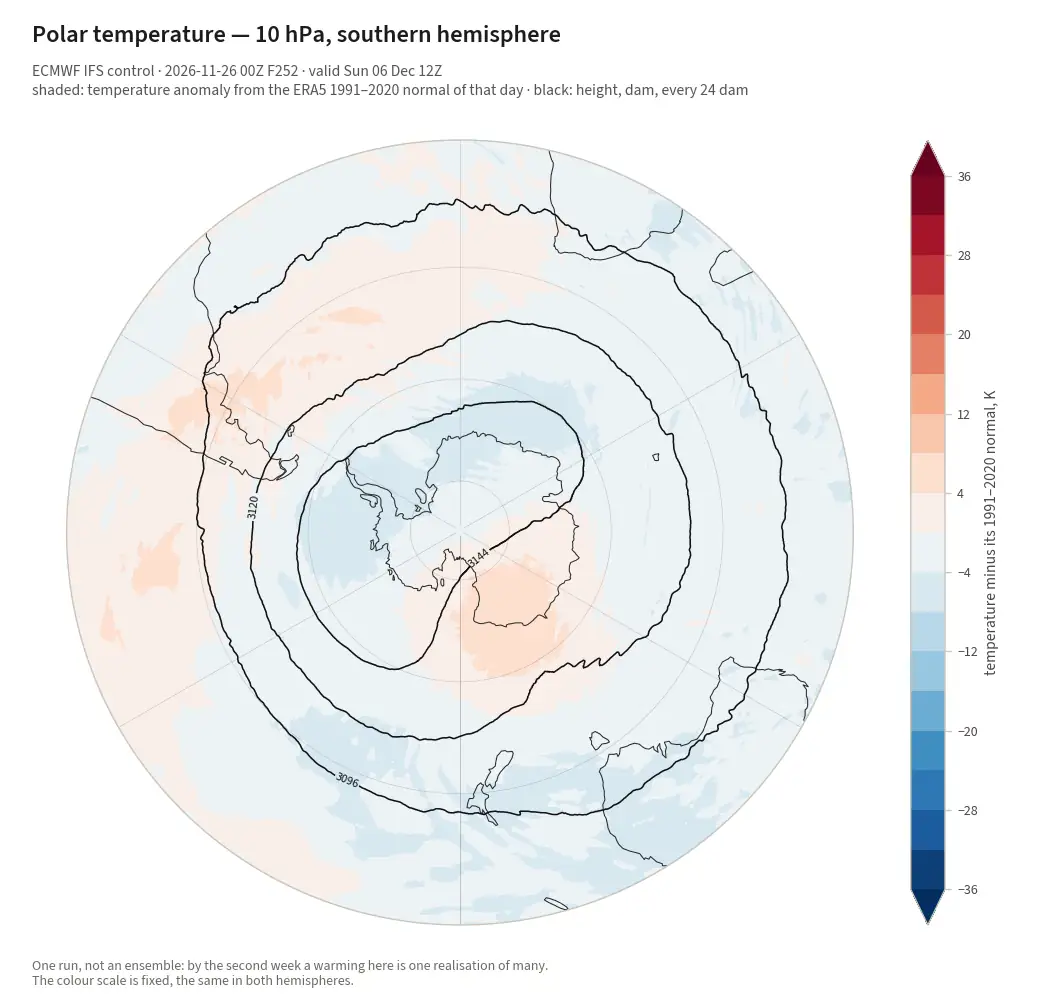 Polar temperature — 10 hPa, southern hemisphere
ECMWF IFS control · 2026-11-26 00Z F252 · valid Sun 06 Dec 12Z
shaded: temperature anomaly from the ERA5 1991–2020 normal of that day · black: height, dam, every 24 dam
36
28
20
12
4
−4
−12
−20
−28
−36
temperature minus its 1991–2020 normal, K
3120
3144
3096
One run, not an ensemble: by the second week a warming here is one realisation of many.
The colour scale is fixed, the same in both hemispheres.